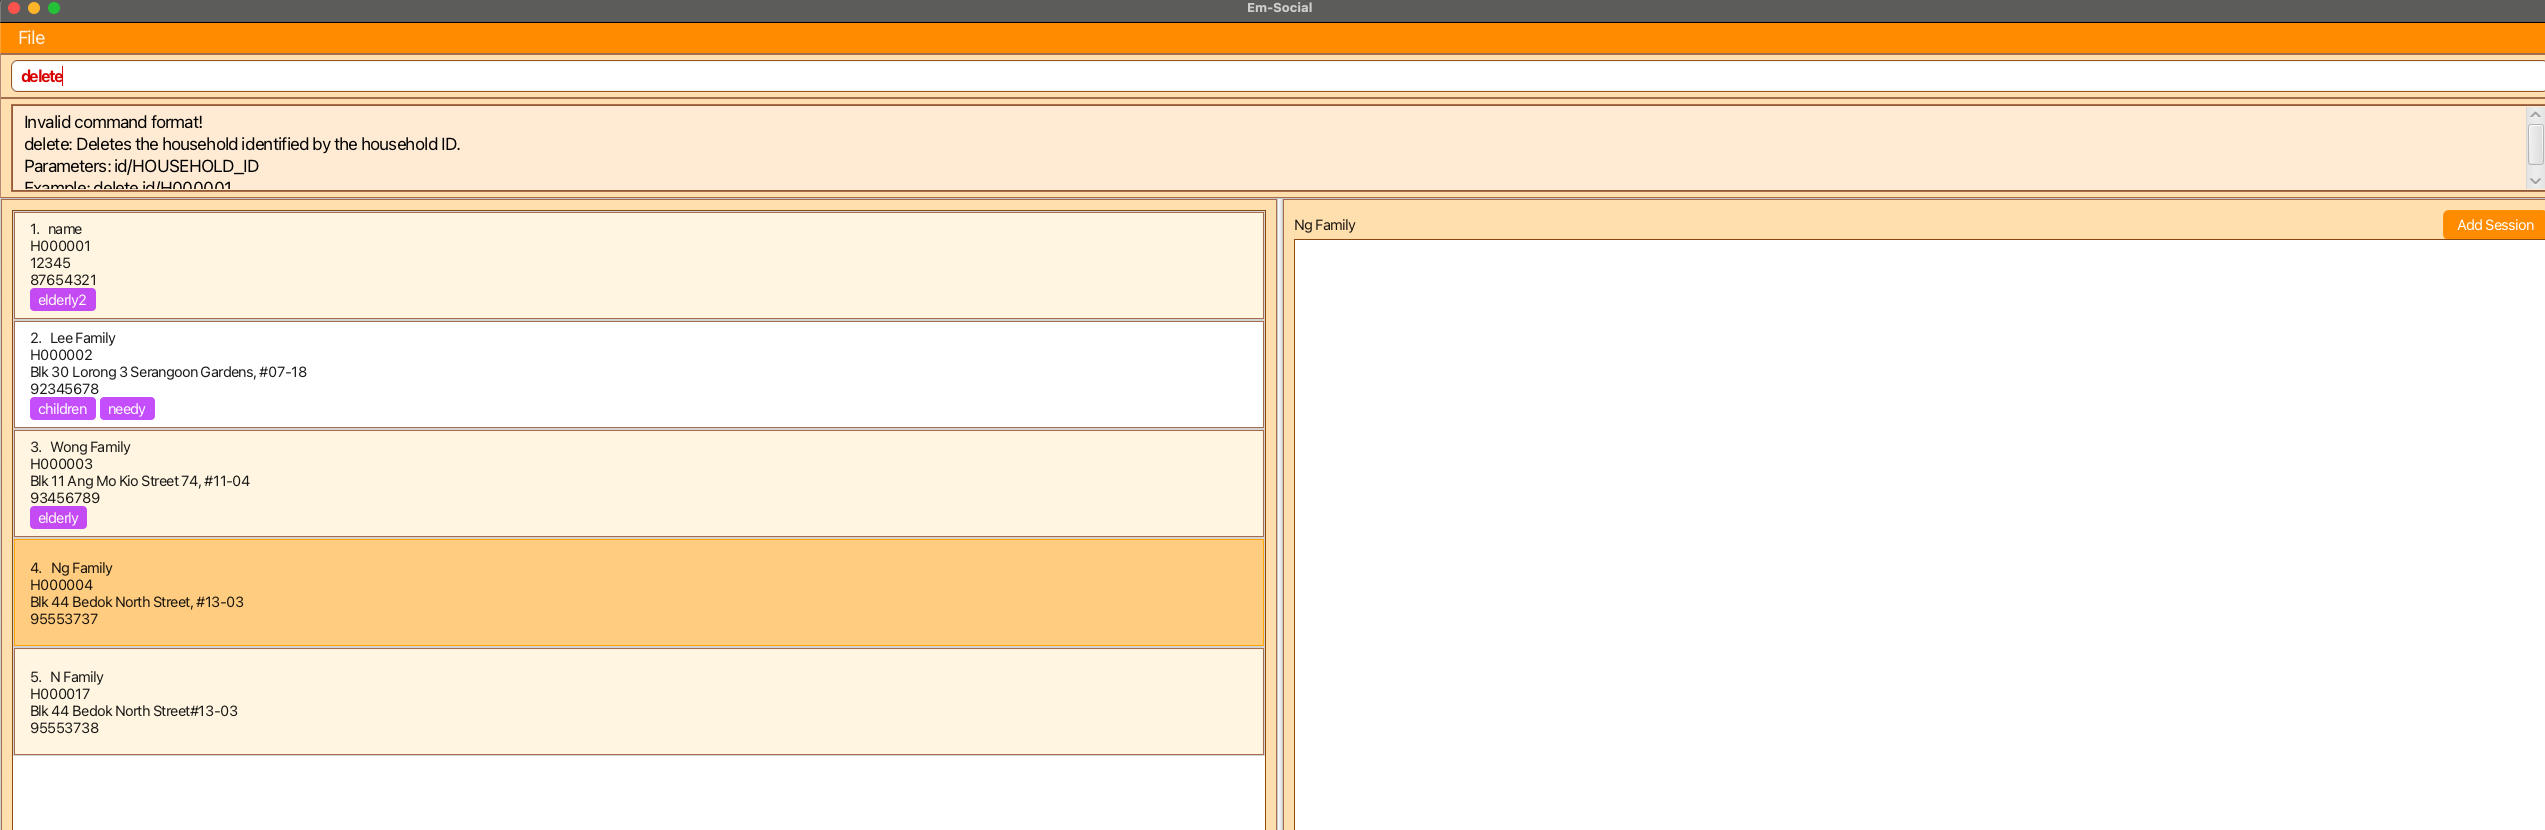 Em-Social
File
delete
Invalid command format!
delete: Deletes the household identified by the household ID.
Parameters: id/HOUSEHOLD_ID
Example: delete id/H000001
1. name
H000001
12345
87654321
elderly2
2. Lee Family
H000002
Blk 30 Lorong 3 Serangoon Gardens, #07-18
92345678
children needy
3. Wong Family
H000003
Blk 11 Ang Mo Kio Street 74, #11-04
93456789
elderly
4. Ng Family
H000004
Blk 44 Bedok North Street, #13-03
95553737
5. N Family
H000017
Blk 44 Bedok North Street#13-03
95553738
Ng Family
Add Session